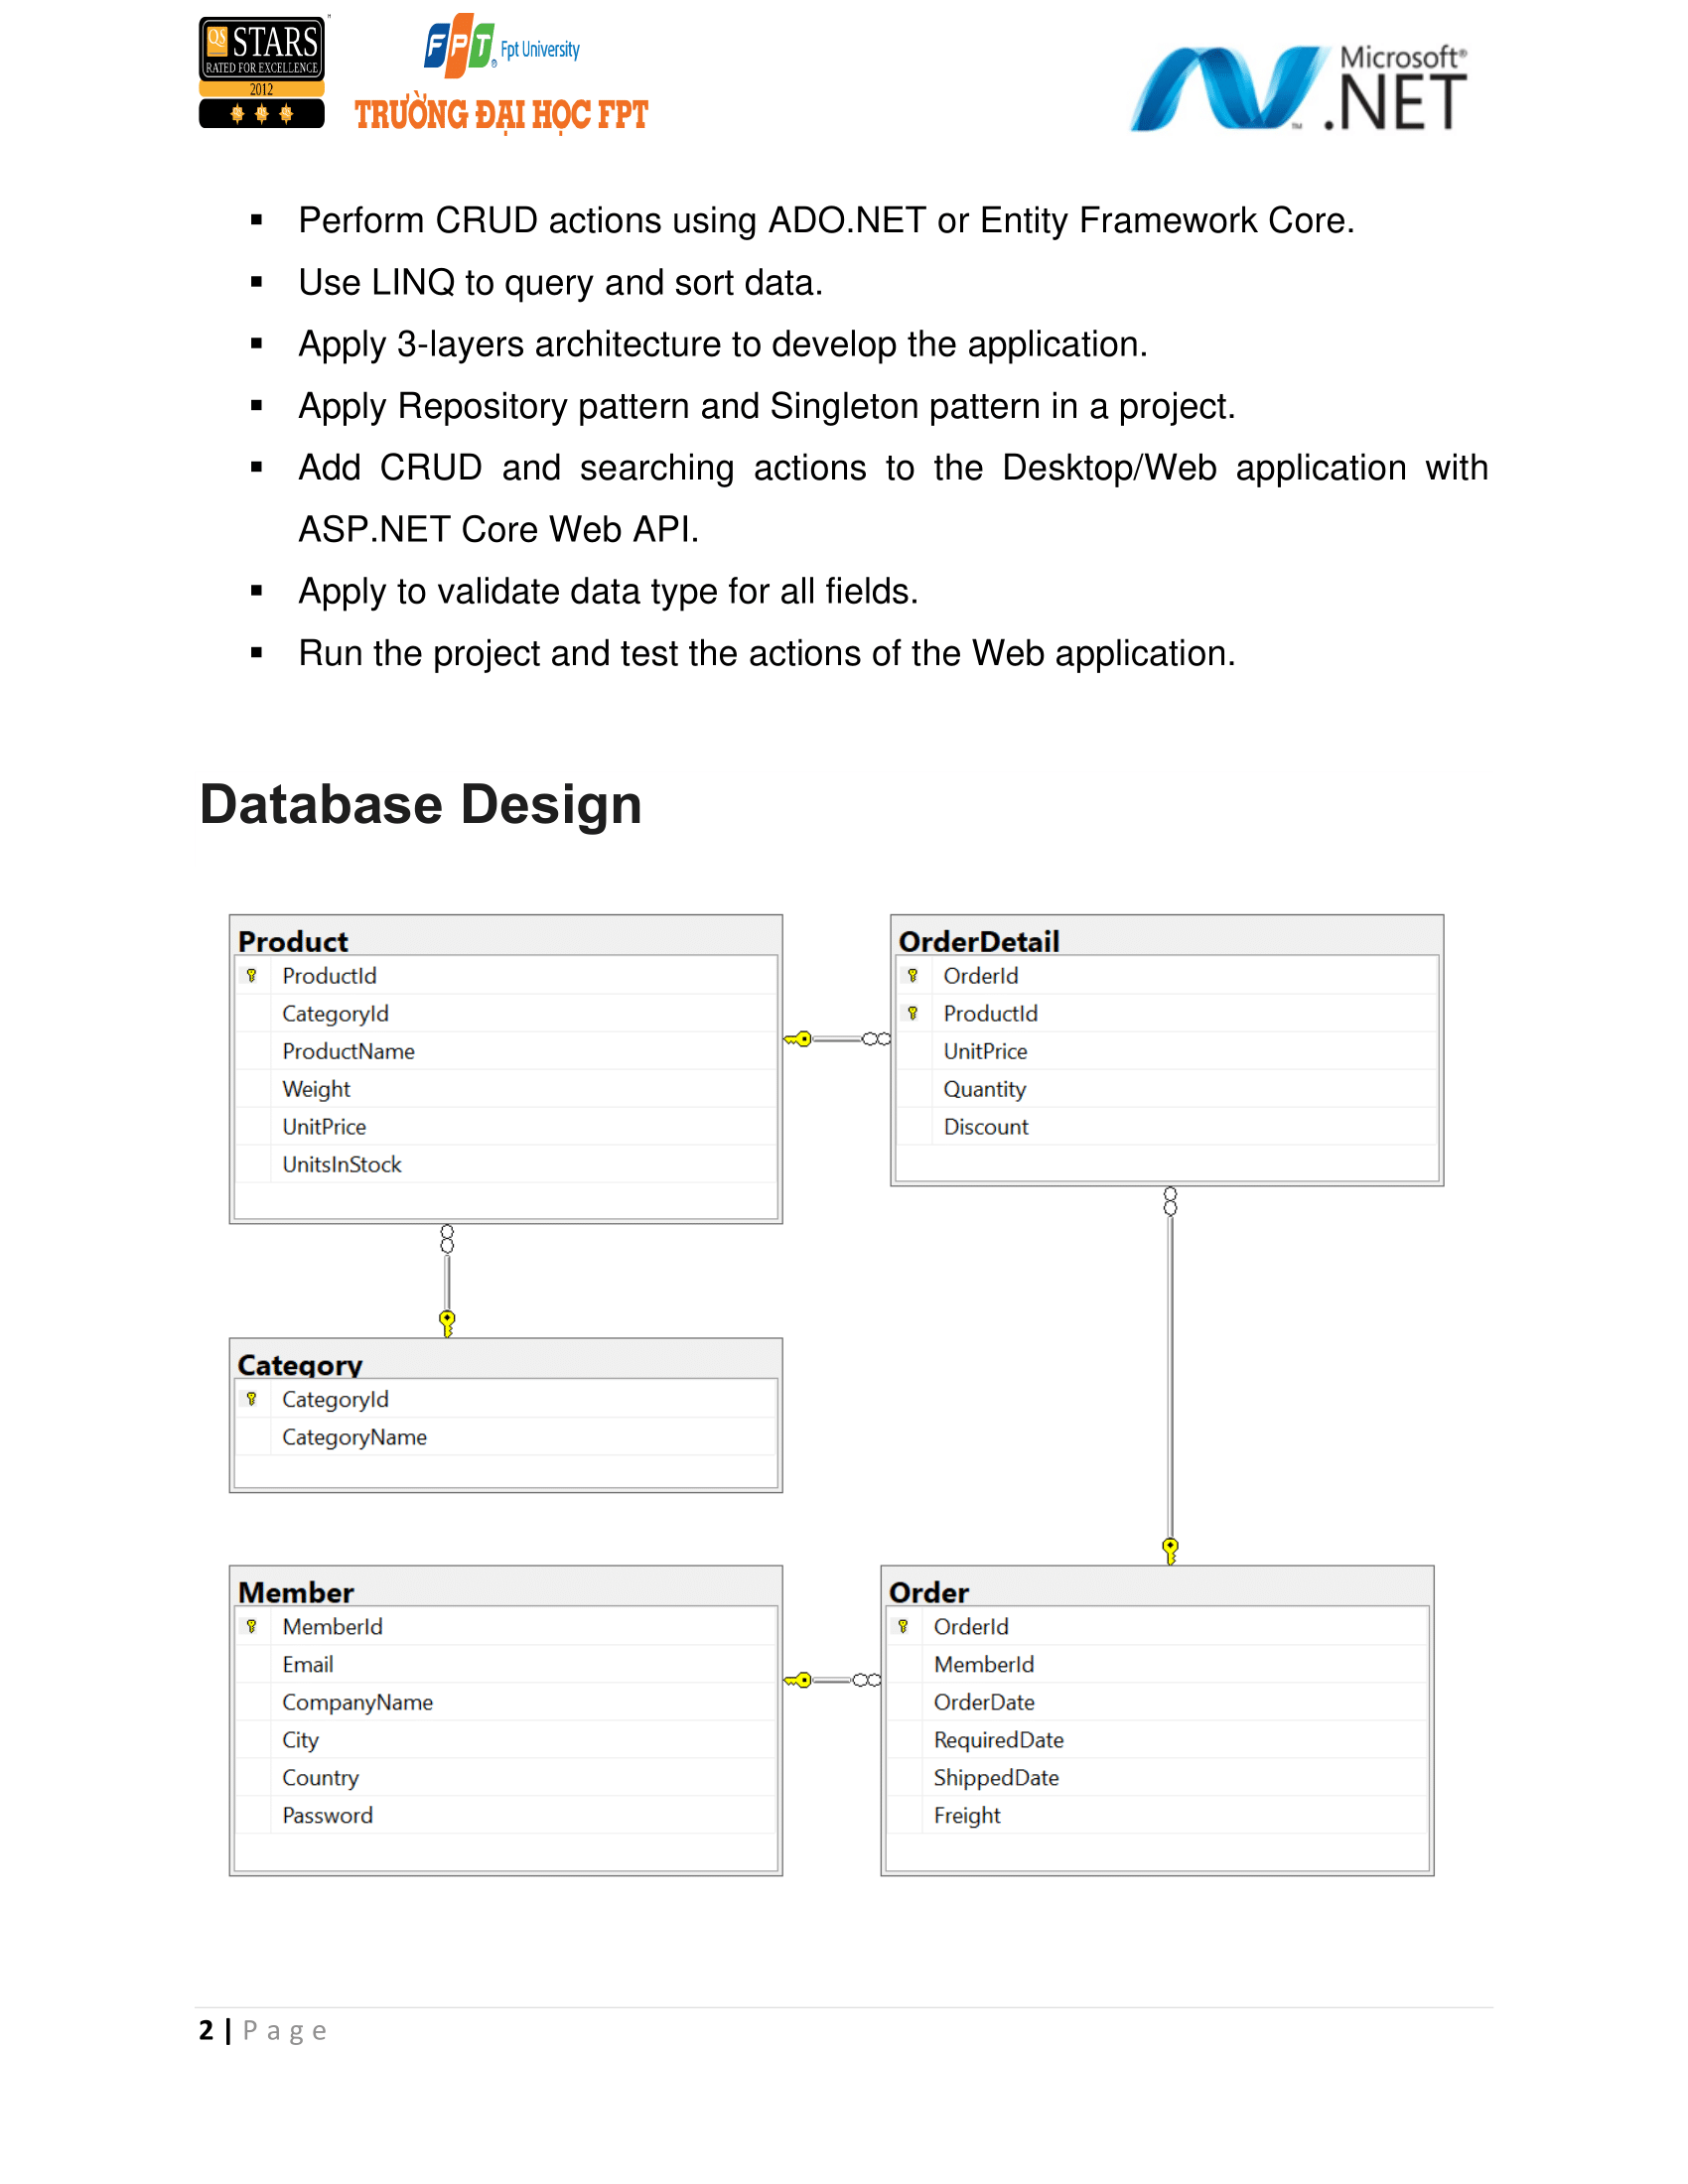 QS STARS
RATED FOR EXCELLENCE
2012
FPT® Fpt University
TRƯỜNG ĐẠI HỌC FPT
Microsoft®
.NET
™
▪ Perform CRUD actions using ADO.NET or Entity Framework Core.
▪ Use LINQ to query and sort data.
▪ Apply 3-layers architecture to develop the application.
▪ Apply Repository pattern and Singleton pattern in a project.
▪ Add CRUD and searching actions to the Desktop/Web application with
ASP.NET Core Web API.
▪ Apply to validate data type for all fields.
▪ Run the project and test the actions of the Web application.
Database Design
Product
ProductId
CategoryId
ProductName
Weight
UnitPrice
UnitsInStock
OrderDetail
OrderId
ProductId
UnitPrice
Quantity
Discount
Category
CategoryId
CategoryName
Member
MemberId
Email
CompanyName
City
Country
Password
Order
OrderId
MemberId
OrderDate
RequiredDate
ShippedDate
Freight
2 | Page